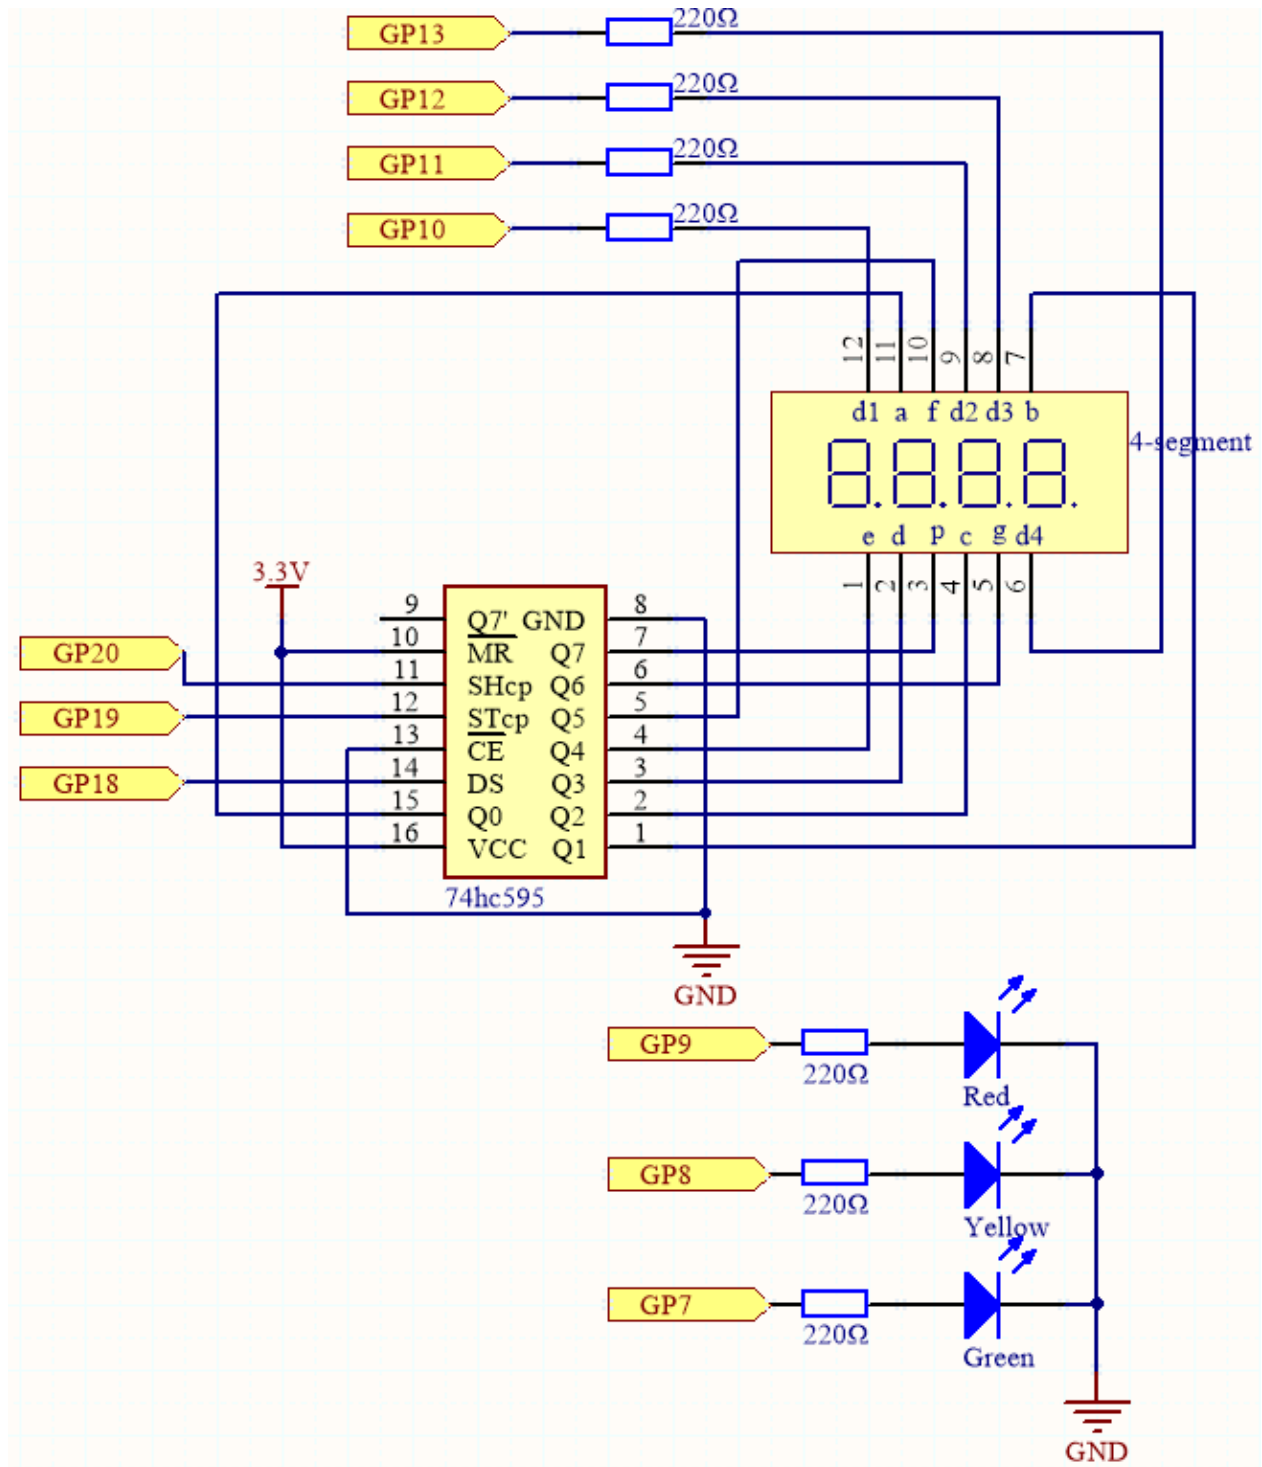 GP13 220Ω
GP12 220Ω
GP11 220Ω
GP10 220Ω
12 11 10 9 8 7
d1 a f d2 d3 b
4-segment
e d p c g d4
1 2 3 4 5 6
3.3V
GP20
GP19
GP18
9 Q7' GND 8
10 MR Q7 7
11 SHcp Q6 6
12 STcp Q5 5
13 CE Q4 4
14 DS Q3 3
15 Q0 Q2 2
16 VCC Q1 1
74hc595
GND
GP9
220Ω
Red
GP8
220Ω
Yellow
GP7
220Ω
Green
GND